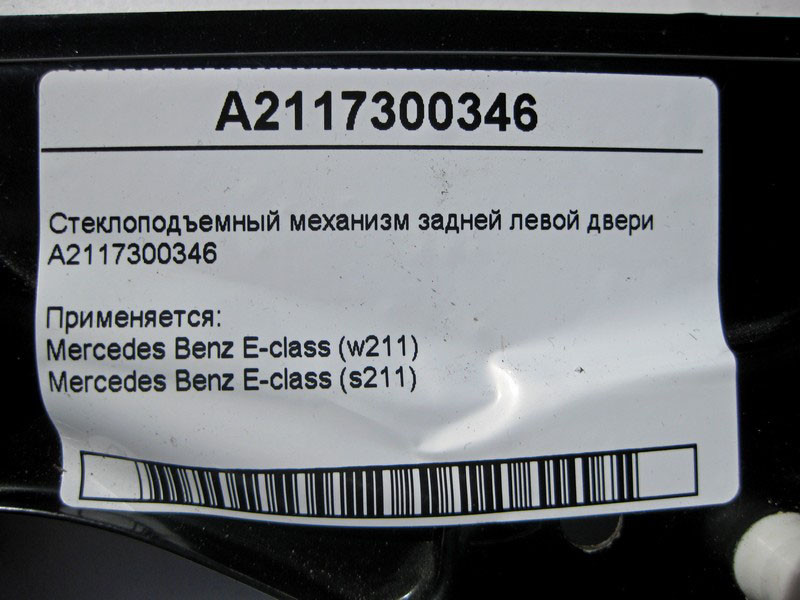 A2117300346
Стеклоподъемный механизм задней левой двери
A2117300346
Применяется:
Mercedes Benz E-class (w211)
Mercedes Benz E-class (s211)